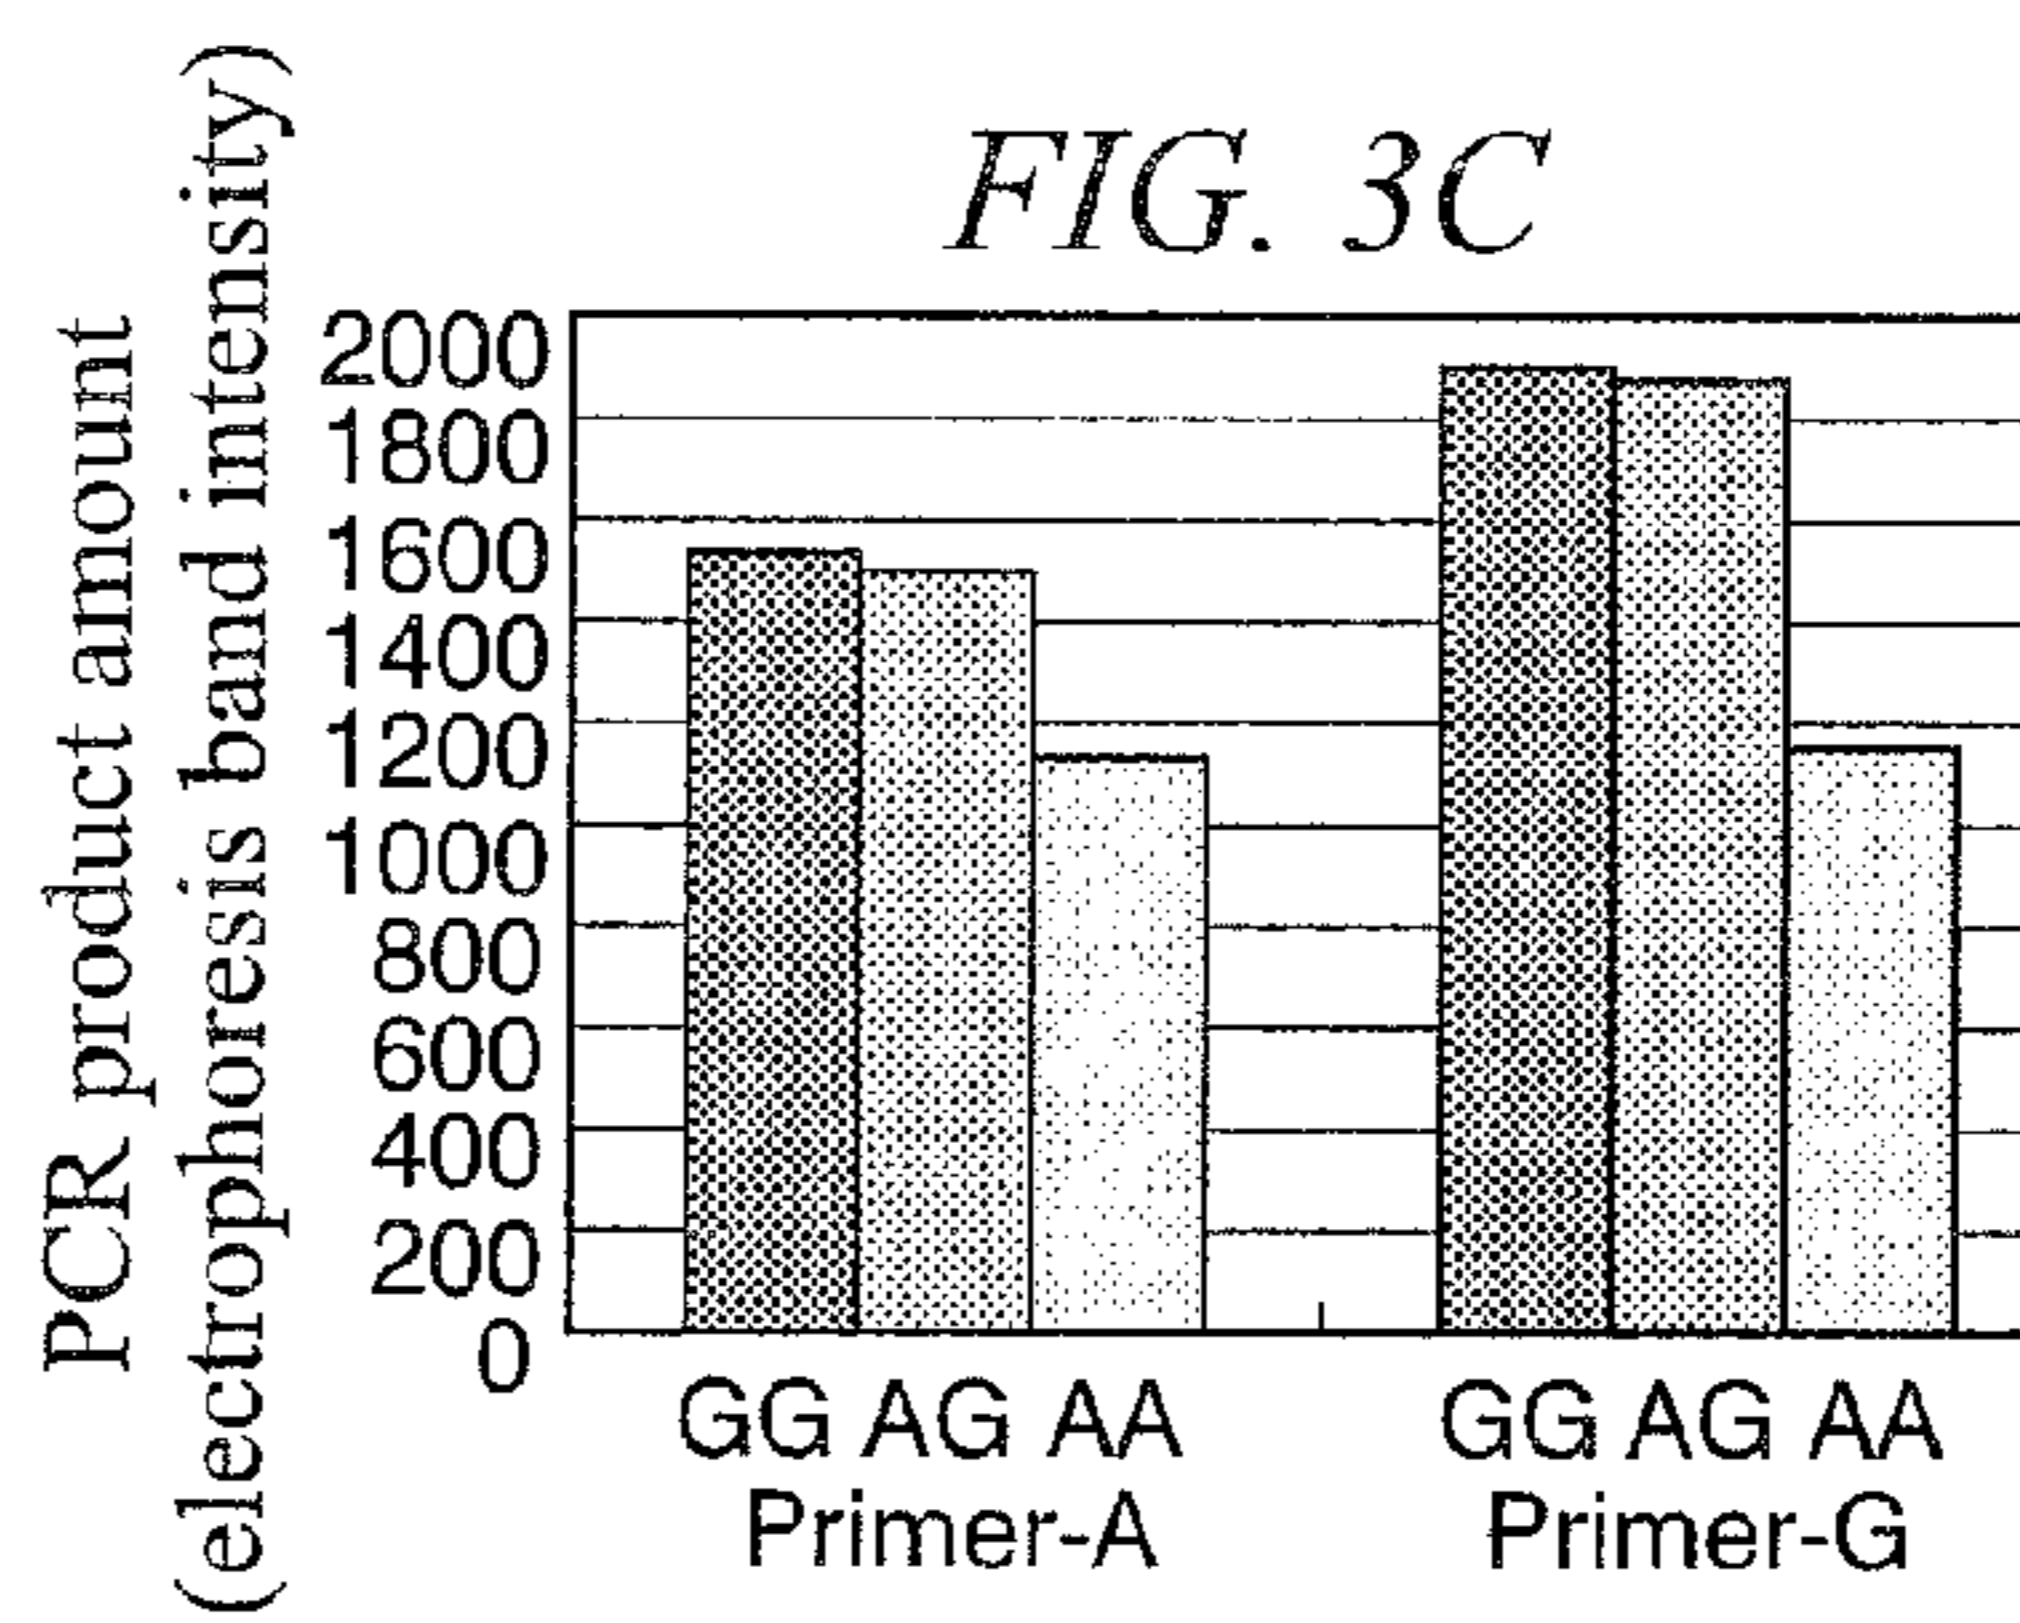 FIG. 3C
PCR product amount
(electrophoresis band intensity)
2000
1800
1600
1400
1200
1000
800
600
400
200
0
GG AG AA GG AG AA
Primer-A Primer-G